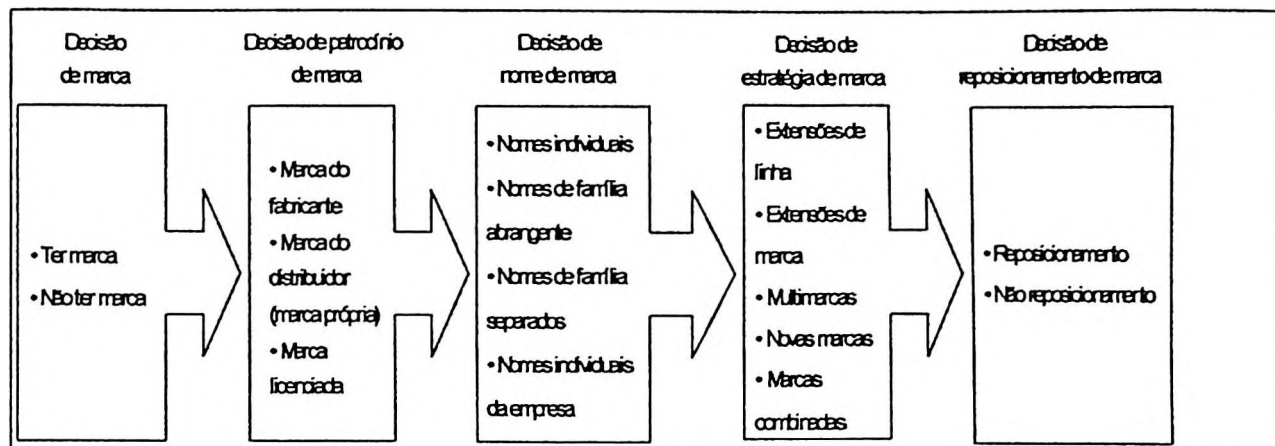 Decisão
de marca
• Ter marca
• Não ter marca
Decisão de patrocínio
de marca
• Marca do
fabricante
• Marca do
distribuidor
(marca própria)
• Marca
licenciada
Decisão de
nome de marca
• Nomes individuais
• Nomes de família
abrangente
• Nomes de família
separados
• Nomes individuais
da empresa
Decisão de
estratégia de marca
• Extensões de
linha
• Extensões de
marca
• Multimarcas
• Novas marcas
• Marcas
combinadas
Decisão de
reposicionamento de marca
• Reposicionamento
• Não reposicionamento